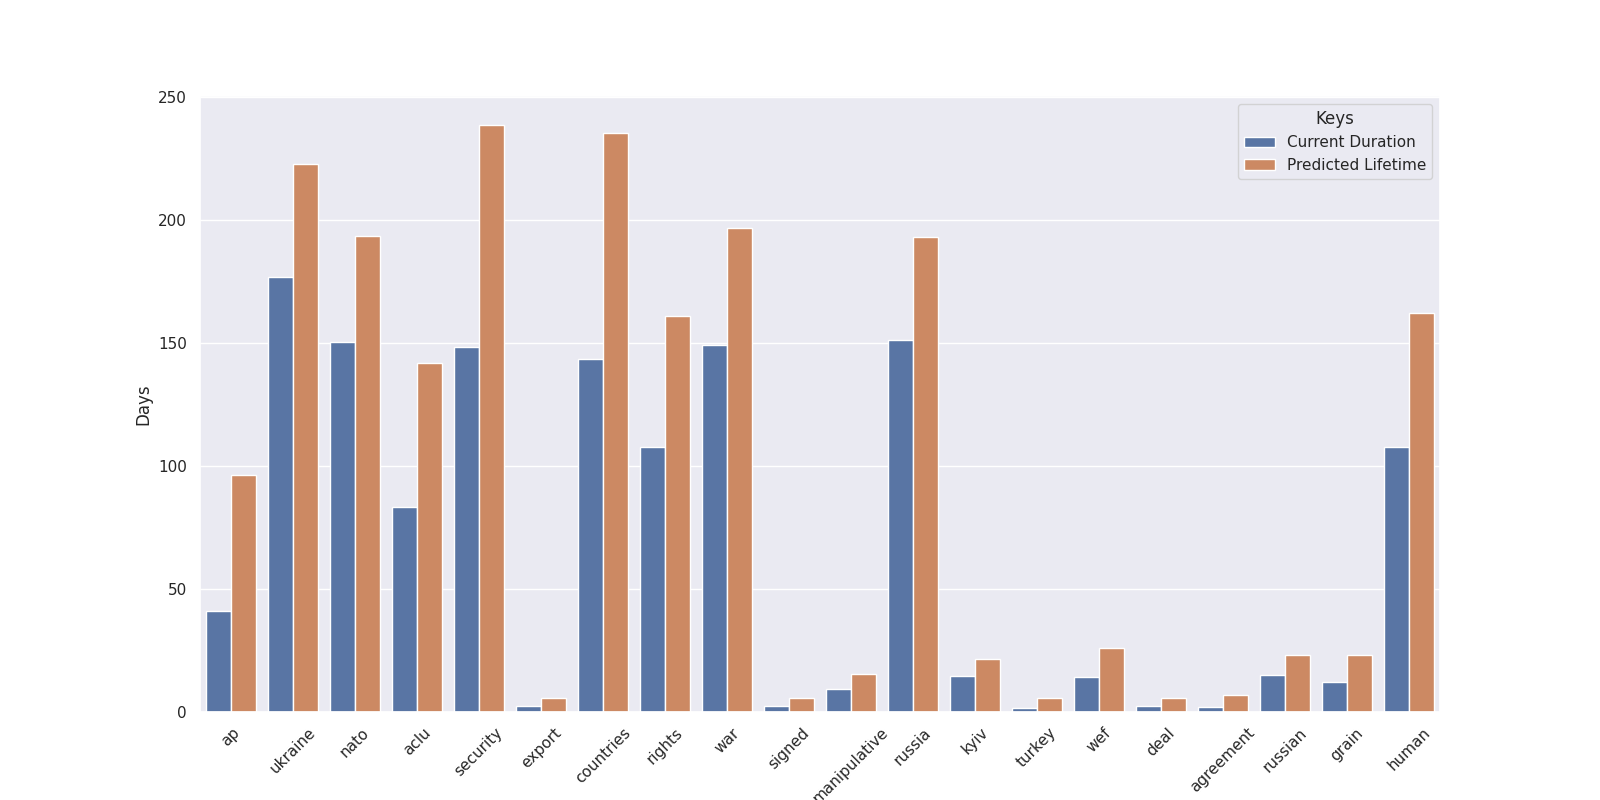 250
200
150
100
50
0
Days
Keys
Current Duration
Predicted Lifetime
ap
ukraine
nato
aclu
security
export
countries
rights
war
signed
manipulative
russia
kyiv
turkey
wef
deal
agreement
russian
grain
human